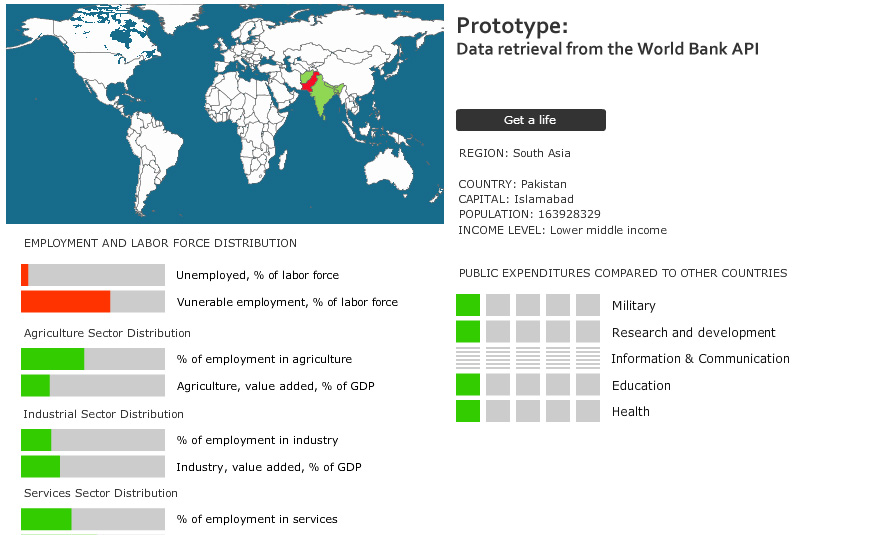 Prototype:
Data retrieval from the World Bank API
Get a life
REGION: South Asia
COUNTRY: Pakistan
CAPITAL: Islamabad
POPULATION: 163928329
INCOME LEVEL: Lower middle income
EMPLOYMENT AND LABOR FORCE DISTRIBUTION
Unemployed, % of labor force
Vunerable employment, % of labor force
Agriculture Sector Distribution
% of employment in agriculture
Agriculture, value added, % of GDP
Industrial Sector Distribution
% of employment in industry
Industry, value added, % of GDP
Services Sector Distribution
% of employment in services
PUBLIC EXPENDITURES COMPARED TO OTHER COUNTRIES
Military
Research and development
Information & Communication
Education
Health